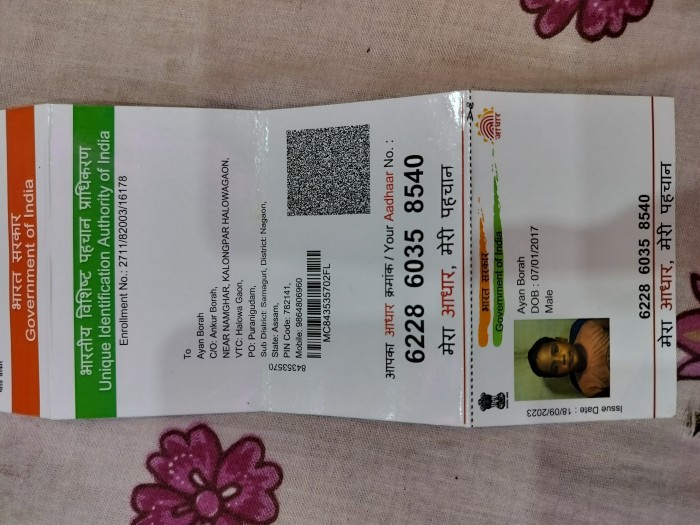 भारत सरकार
Government of India
भारतीय विशिष्ट पहचान प्राधिकरण
Unique Identification Authority of India
Enrollment No.: 2711/82003/16178
To
Ayan Borah
C/O: Ankur Borah,
NEAR NAMGHAR, KALONGPAR HALOWAGAON,
VTC: Halowa Gaon,
PO: Puranigudam,
Sub District: Samaguri, District: Nagaon,
State: Assam,
PIN Code: 782141,
Mobile: 9864806960
84353570
MC843535702FL
आपका आधार क्रमांक / Your Aadhaar No. :
6228 6035 8540
मेरा आधार, मेरी पहचान
भारत सरकार
Government of India
आधार
Ayan Borah
DOB : 07/01/2017
Male
Issue Date : 18/09/2023
6228 6035 8540
मेरा आधार, मेरी पहचान